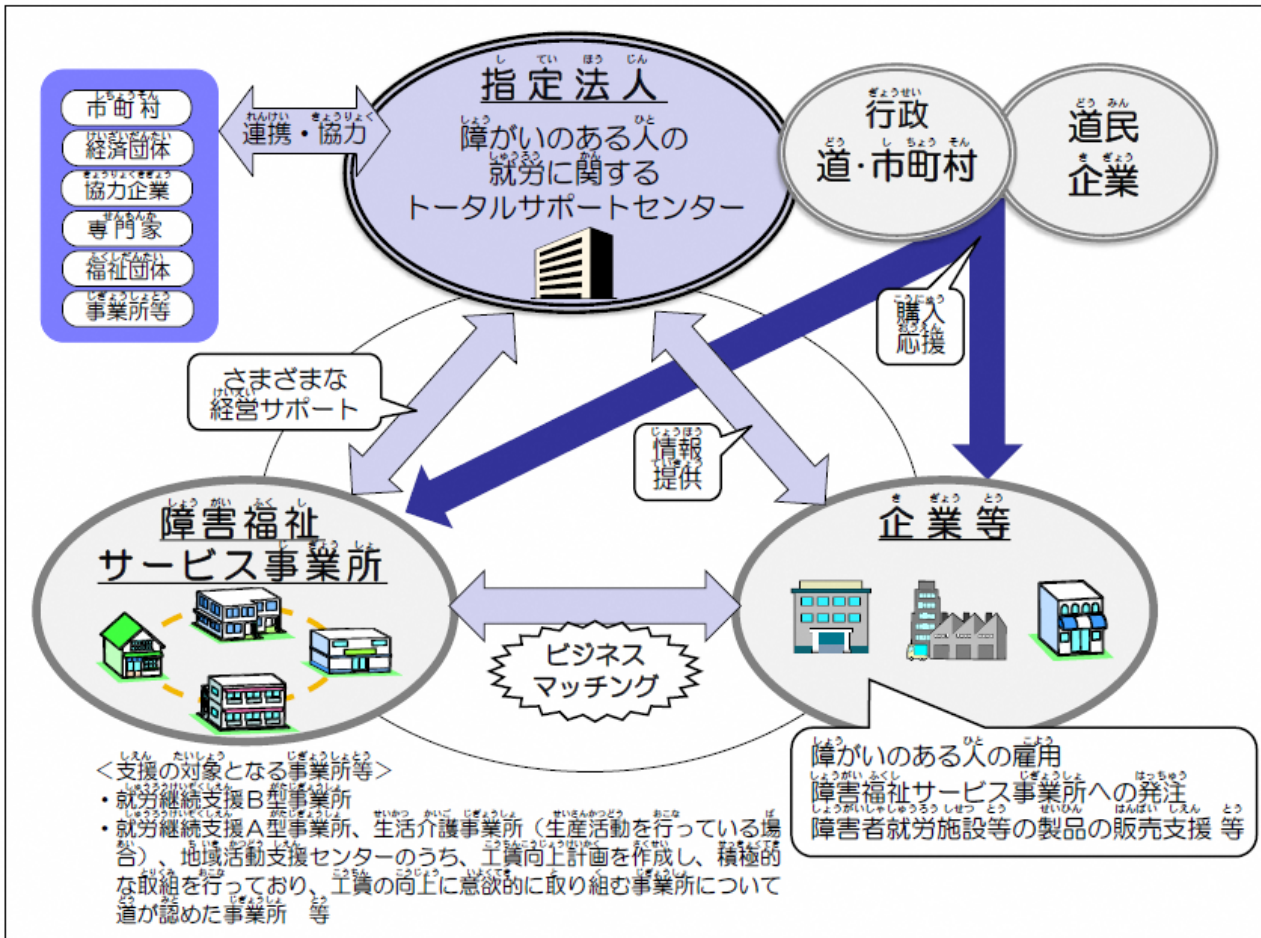 指定法人
障がいのある人の
就労に関する
トータルサポートセンター
連携・協力
市町村
経済団体
協力企業
専門家
福祉団体
事業所等
行政
道・市町村
道民
企業
購入
応援
さまざまな
経営サポート
情報
提供
障害福祉
サービス事業所
企業等
ビジネス
マッチング
障がいのある人の雇用
障害福祉サービス事業所への発注
障害者就労施設等の製品の販売支援 等
<支援の対象となる事業所等>
・就労継続支援B型事業所
・就労継続支援A型事業所、生活介護事業所（生産活動を行っている場
合）、地域活動支援センターのうち、工賃向上計画を作成し、積極的
な取組を行っており、工賃の向上に意欲的に取り組む事業所について
道が認めた事業所 等